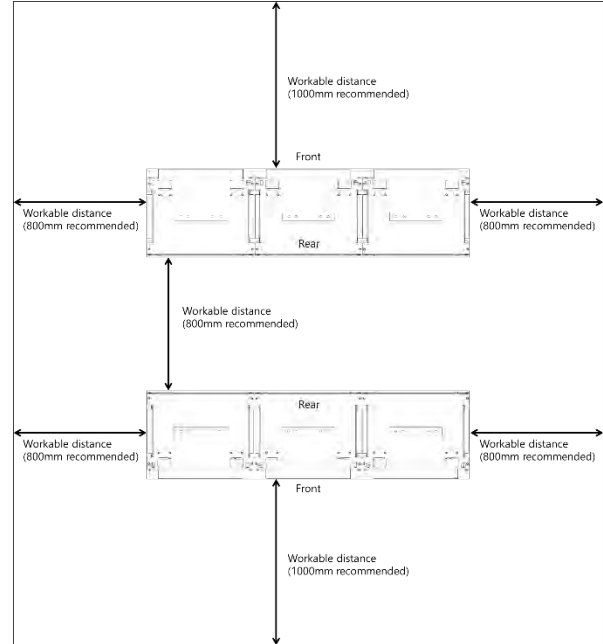 Workable distance
(1000mm recommended)
Front
Workable distance
(800mm recommended)
Workable distance
(800mm recommended)
Rear
Workable distance
(800mm recommended)
Rear
Workable distance
(800mm recommended)
Workable distance
(800mm recommended)
Front
Workable distance
(1000mm recommended)